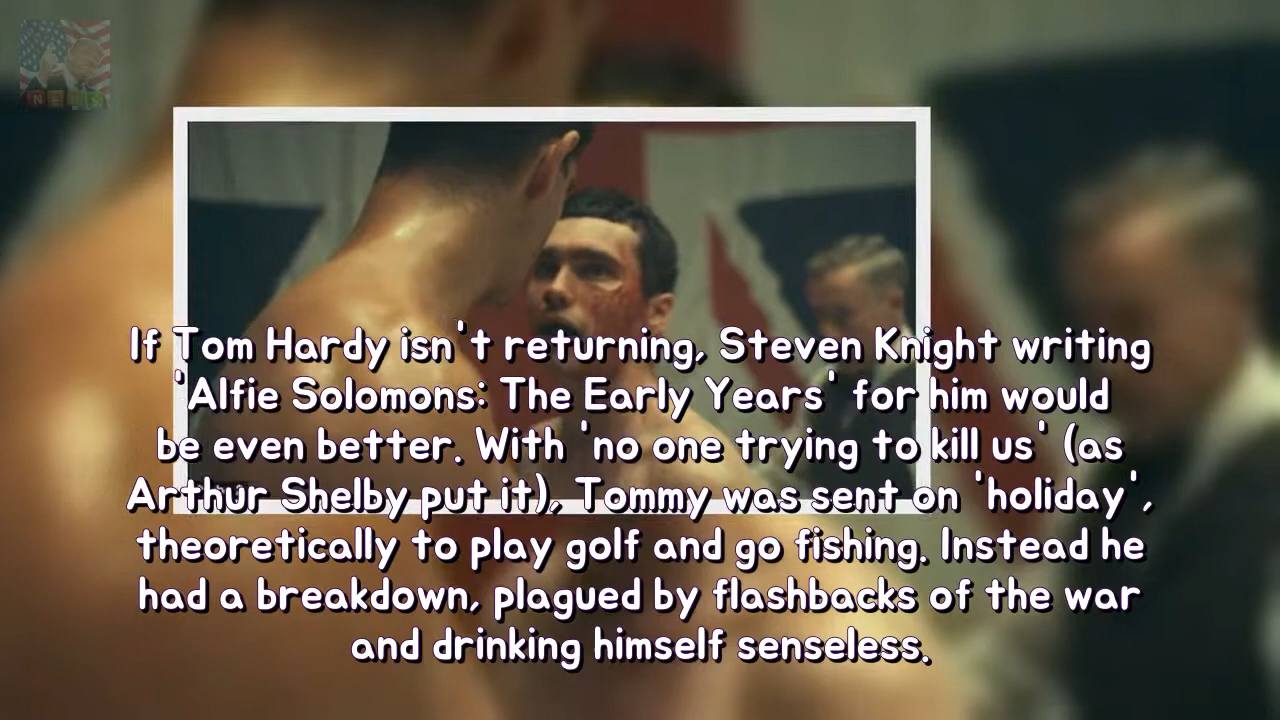 If Tom Hardy isn't returning, Steven Knight writing
'Alfie Solomons: The Early Years' for him would
be even better. With 'no one trying to kill us' (as
Arthur Shelby put it), Tommy was sent on 'holiday',
theoretically to play golf and go fishing. Instead he
had a breakdown, plagued by flashbacks of the war
and drinking himself senseless.